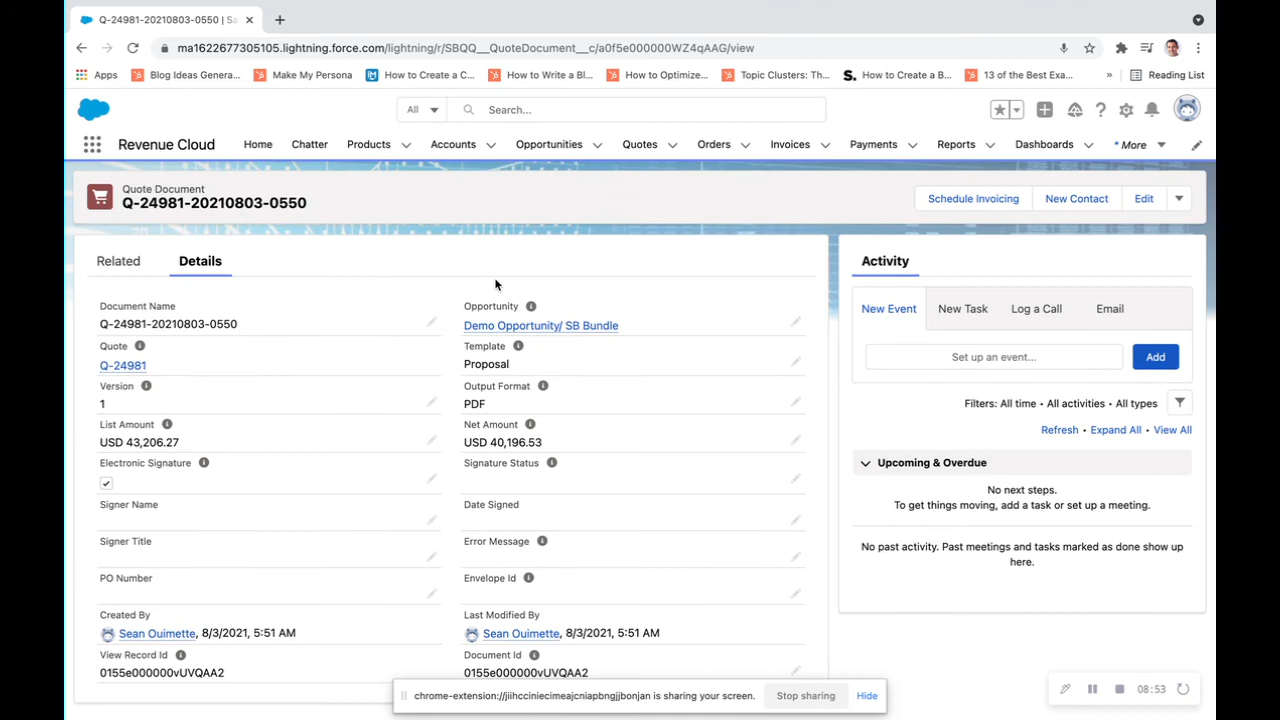 Q-24981-20210803-0550 | Sa
ma1622677305105.lightning.force.com/lightning/r/SBQQ__QuoteDocument__c/a0f5e000000WZ4qAAG/view
Apps Blog Ideas Genera... Make My Persona How to Create a C... How to Write a Bl... How to Optimize... Topic Clusters: Th... How to Create a B... 13 of the Best Exa... » Reading List
All Search...
Revenue Cloud Home Chatter Products Accounts Opportunities Quotes Orders Invoices Payments Reports Dashboards * More
Quote Document
Q-24981-20210803-0550
Schedule Invoicing New Contact Edit
Related Details
Document Name
Q-24981-20210803-0550
Opportunity
Demo Opportunity/ SB Bundle
Quote
Q-24981
Template
Proposal
Version
1
Output Format
PDF
List Amount
USD 43,206.27
Net Amount
USD 40,196.53
Electronic Signature
Signature Status
Signer Name
Date Signed
Signer Title
Error Message
PO Number
Envelope Id
Created By
Sean Ouimette, 8/3/2021, 5:51 AM
Last Modified By
Sean Ouimette, 8/3/2021, 5:51 AM
View Record Id
0155e000000vUVQAA2
Document Id
0155e000000vUVQAA2
Activity
New Event New Task Log a Call Email
Set up an event... Add
Filters: All time • All activities • All types
Refresh • Expand All • View All
Upcoming & Overdue
No next steps.
To get things moving, add a task or set up a meeting.
No past activity. Past meetings and tasks marked as done show up
here.
chrome-extension://jiihcciniecimeajcniapbngjjbonjan is sharing your screen. Stop sharing Hide
08:53